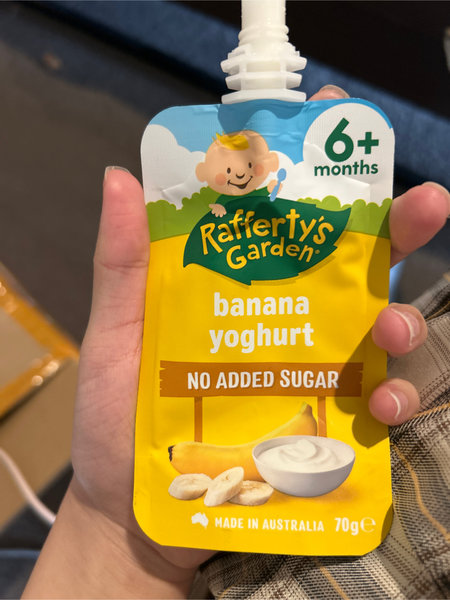 6+
months
Rafferty's
Garden®
banana
yoghurt
NO ADDED SUGAR
MADE IN AUSTRALIA 70g℮